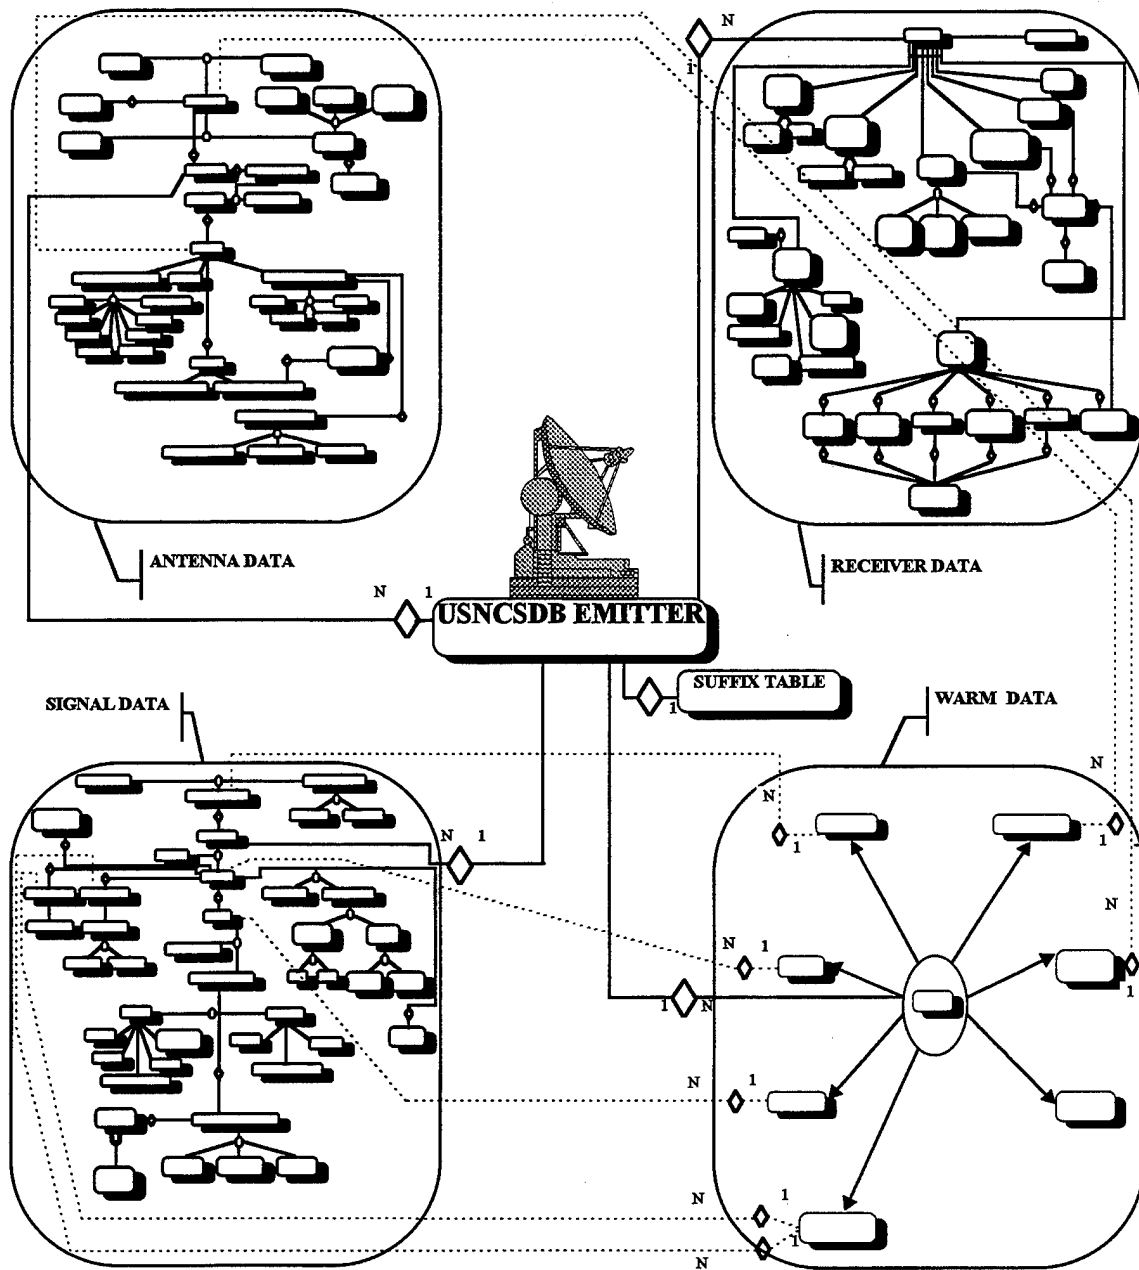 N
1
ANTENNA DATA
RECEIVER DATA
N
1
USNCSDB EMITTER
SUFFIX TABLE
1
SIGNAL DATA
WARM DATA
N
N
1
1
N
1
N
N
1
1
1
N
N
1
N
1
1
N